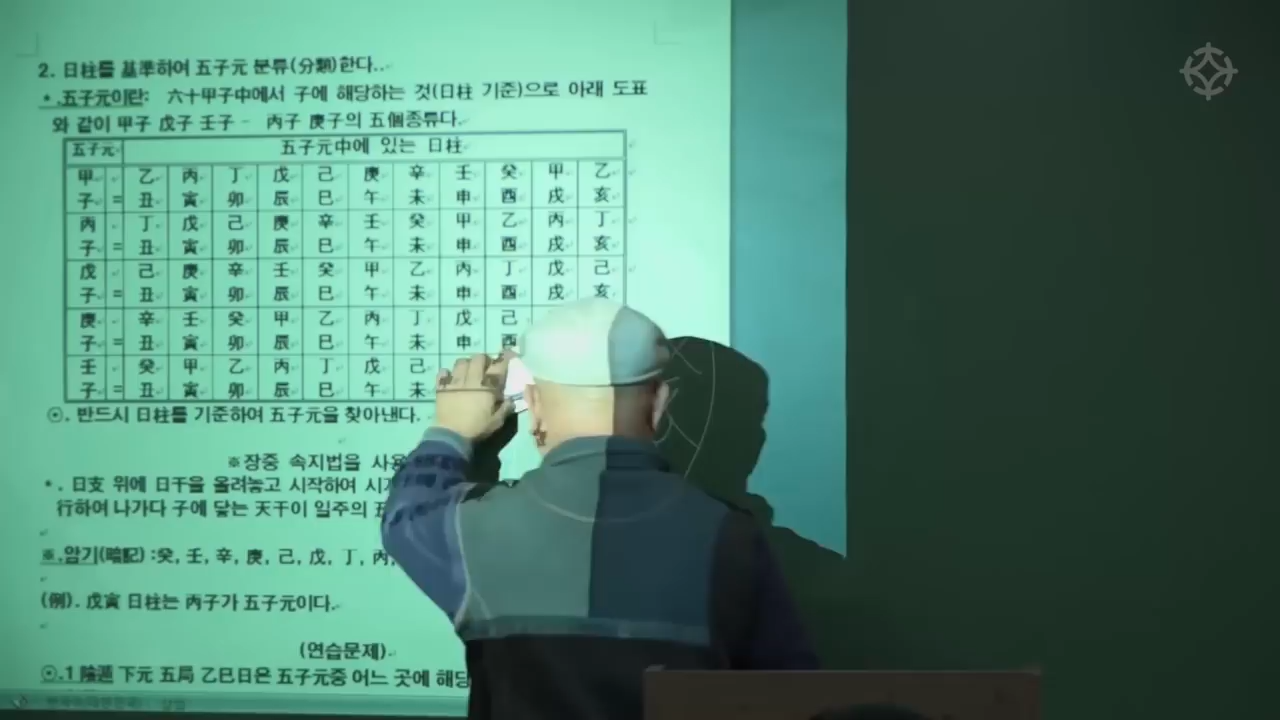 2. 日柱를 基準하여 五子元 분류(分類)한다..
*.五子元이란: 六十甲子中에서 子에 해당하는 것(日柱 기준)으로 아래 도표
와 같이 甲子 戊子 壬子 - 丙子 庚子의 五個종류다.
五子元 五子元中에 있는 日柱
甲 乙 丙 丁 戊 己 庚 辛 壬 癸 甲 乙
子 = 丑 寅 卯 辰 巳 午 未 申 酉 戌 亥
丙 丁 戊 己 庚 辛 壬 癸 甲 乙 丙 丁
子 = 丑 寅 卯 辰 巳 午 未 申 酉 戌 亥
戊 己 庚 辛 壬 癸 甲 乙 丙 丁 戊 己
子 = 丑 寅 卯 辰 巳 午 未 申 酉 戌 亥
庚 辛 壬 癸 甲 乙 丙 丁 戊 己
子 = 丑 寅 卯 辰 巳 午 未 申 酉
壬 癸 甲 乙 丙 丁 戊 己
子 = 丑 寅 卯 辰 巳 午 未
⊙. 반드시 日柱를 기준하여 五子元을 찾아낸다.
※장중 속지법을 사용
*. 日支 위에 日干을 올려놓고 시작하여 시
行하여 나가다 子에 닿는 天干이 일주의 五
※.암기(暗記) :癸, 壬, 辛, 庚, 己, 戊, 丁, 丙,
(例). 戊寅 日柱는 丙子가 五子元이다.
(연습문제).
⊙.1 陰遁 下元 五局 乙巳日은 五子元중 어느 곳에 해당